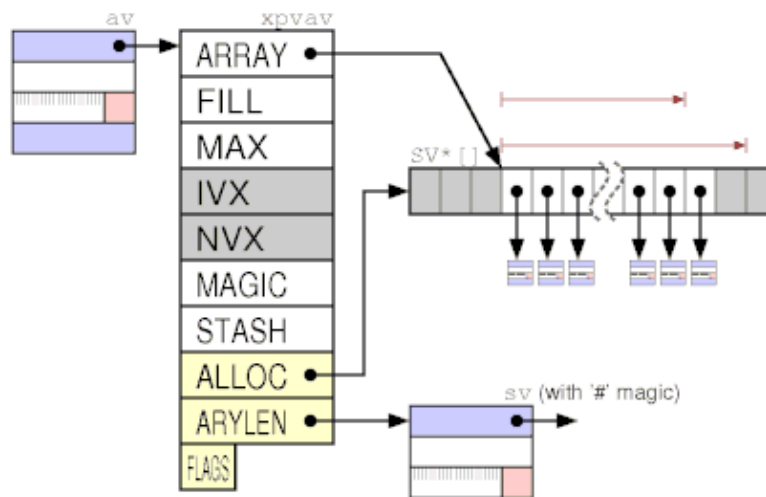 av
xpvav
ARRAY
FILL
MAX
IVX
NVX
MAGIC
STASH
ALLOC
ARYLEN
FLAGS
SV*[]
sv (with '#' magic)